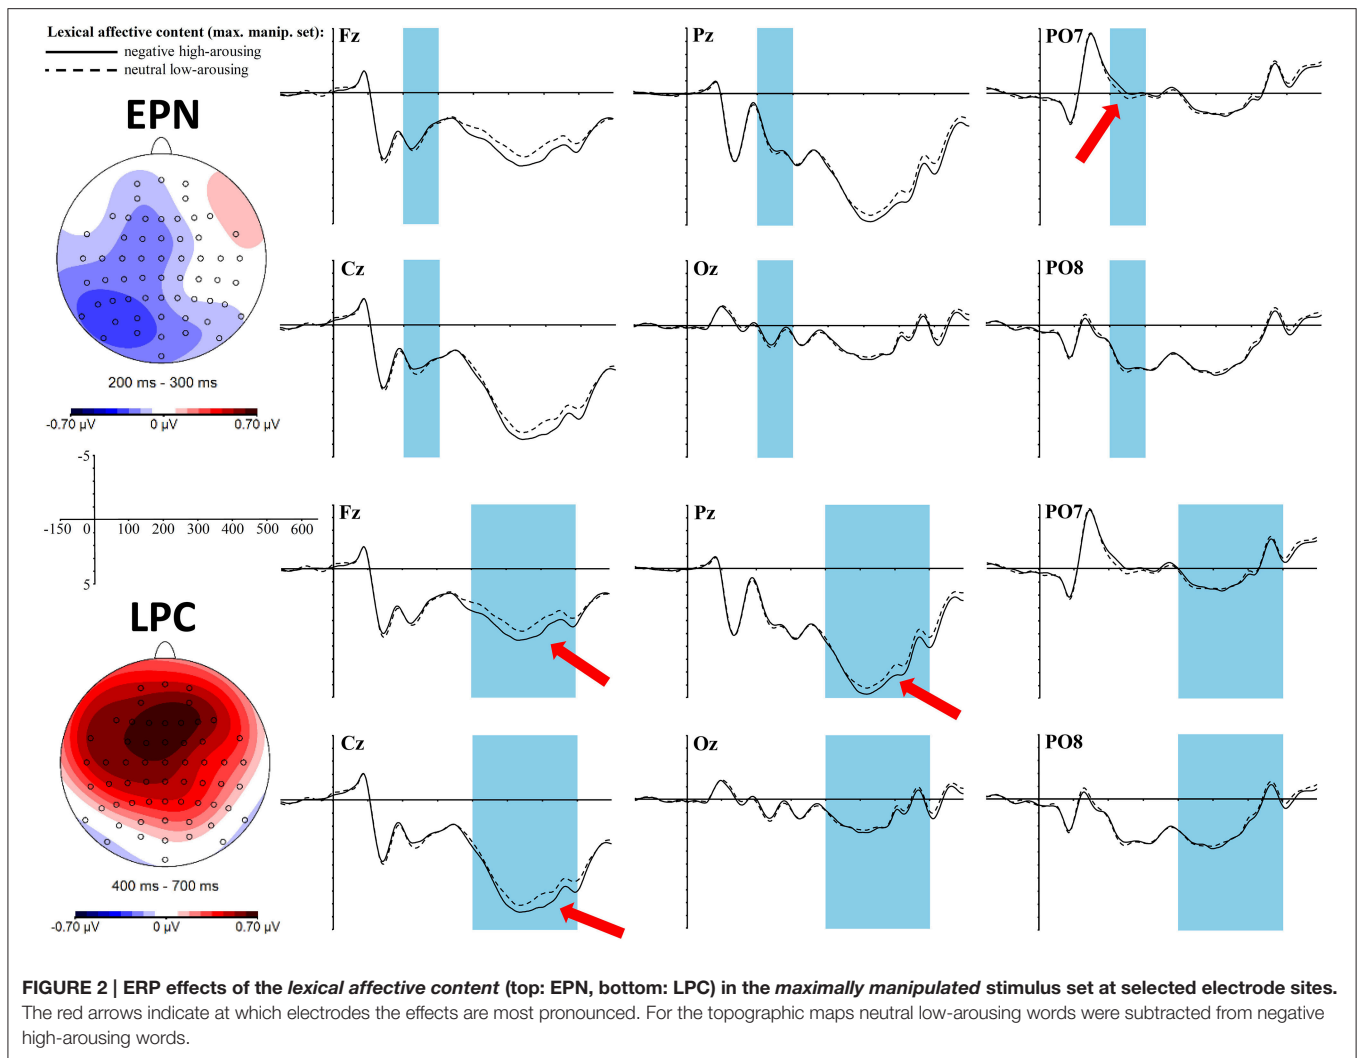 Lexical affective content (max. manip. set):
negative high-arousing
neutral low-arousing
EPN
200 ms - 300 ms
-0.70 µV 0 µV 0.70 µV
Fz
Pz
PO7
Cz
Oz
PO8
-5
-150 0 100 200 300 400 500 600
5
LPC
400 ms - 700 ms
-0.70 µV 0 µV 0.70 µV
Fz
Pz
PO7
Cz
Oz
PO8
FIGURE 2 | ERP effects of the lexical affective content (top: EPN, bottom: LPC) in the maximally manipulated stimulus set at selected electrode sites.
The red arrows indicate at which electrodes the effects are most pronounced. For the topographic maps neutral low-arousing words were subtracted from negative
high-arousing words.